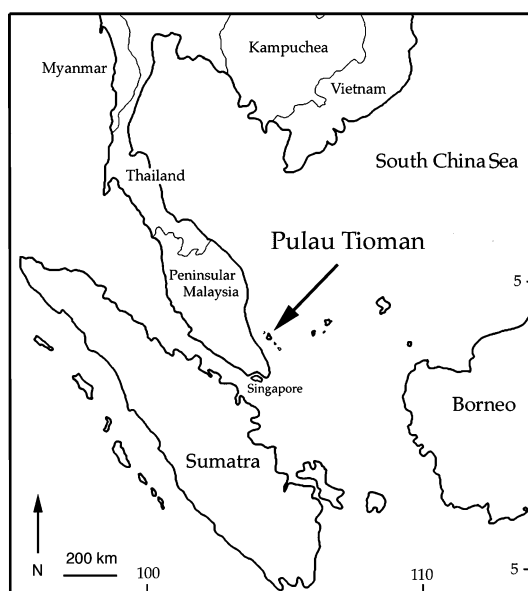 Kampuchea
Myanmar
Vietnam
South China Sea
Thailand
Pulau Tioman
Peninsular
Malaysia
5
Singapore
Borneo
Sumatra
N
200 km
100
110
5